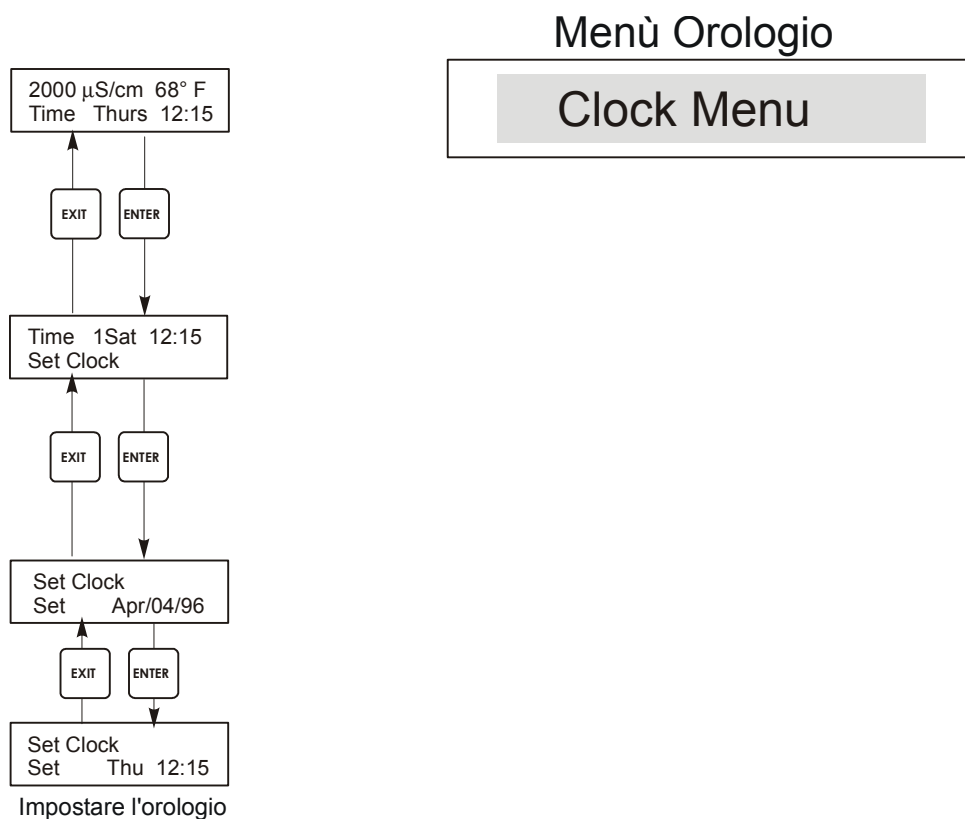 Menù Orologio
Clock Menu
2000 µS/cm 68° F
Time Thurs 12:15
EXIT ENTER
Time 1Sat 12:15
Set Clock
EXIT ENTER
Set Clock
Set Apr/04/96
EXIT ENTER
Set Clock
Set Thu 12:15
Impostare l'orologio